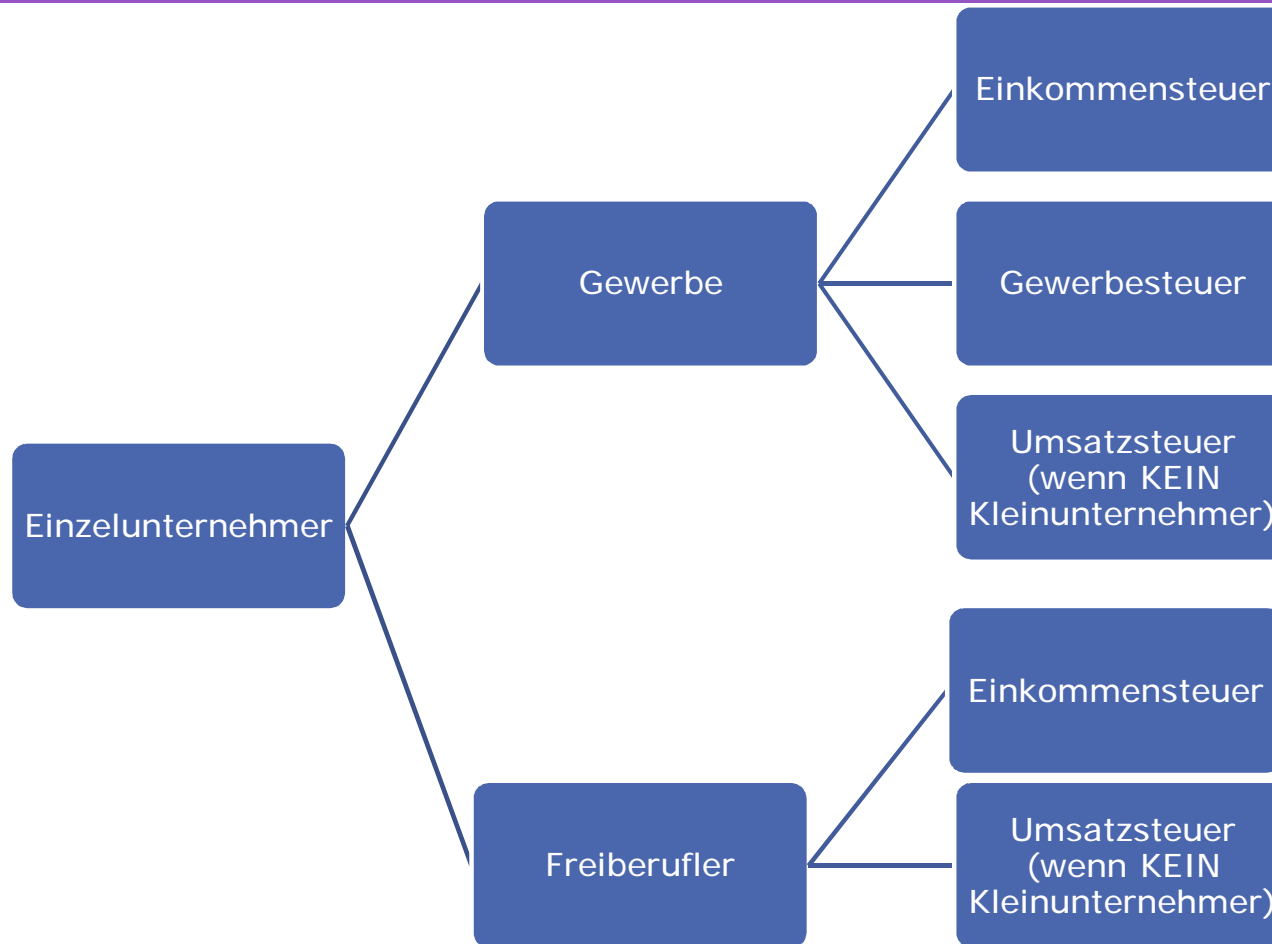 Einkommensteuer
Gewerbe
Gewerbesteuer
Umsatzsteuer
(wenn KEIN
Kleinunternehmer)
Einzelunternehmer
Einkommensteuer
Freiberufler
Umsatzsteuer
(wenn KEIN
Kleinunternehmer)